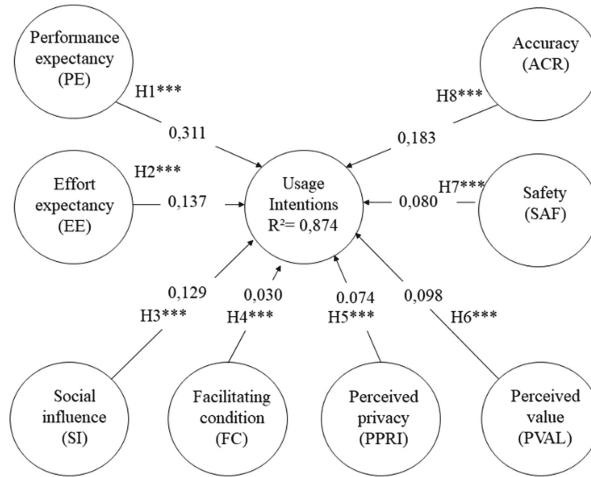 Performance
expectancy
(PE)
Accuracy
(ACR)
H1***
H8***
0,311
0,183
Effort
expectancy
(EE)
H2***
0,137
Usage
Intentions
R²= 0,874
H7***
0,080
Safety
(SAF)
0,129
0,030
0,074
0,098
H3***
H4***
H5***
H6***
Social
influence
(SI)
Facilitating
condition
(FC)
Perceived
privacy
(PPRI)
Perceived
value
(PVAL)